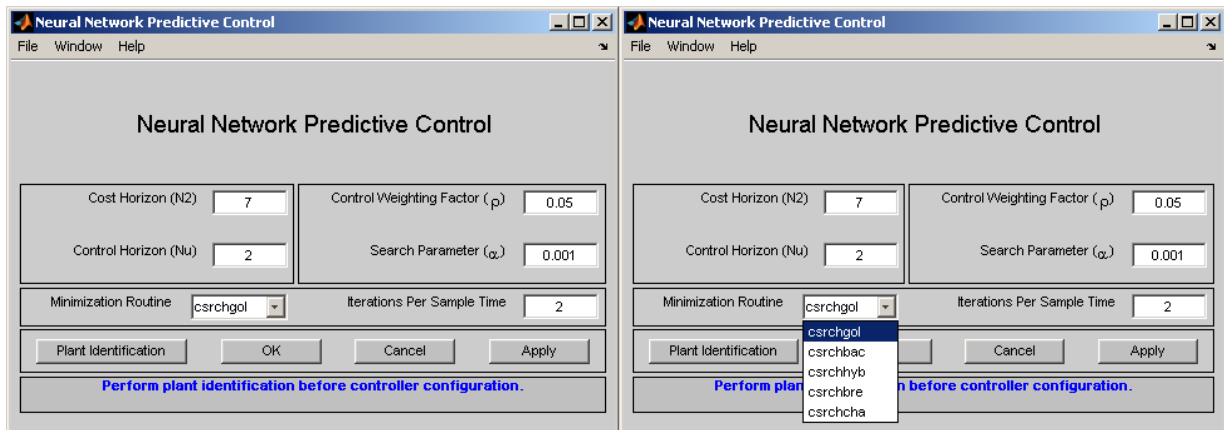 Neural Network Predictive Control
File Window Help
Neural Network Predictive Control
Cost Horizon (N2) 7 Control Weighting Factor (ρ) 0.05
Control Horizon (Nu) 2 Search Parameter (α) 0.001
Minimization Routine csrchgol Iterations Per Sample Time 2
Plant Identification OK Cancel Apply
Perform plant identification before controller configuration.
Neural Network Predictive Control
File Window Help
Neural Network Predictive Control
Cost Horizon (N2) 7 Control Weighting Factor (ρ) 0.05
Control Horizon (Nu) 2 Search Parameter (α) 0.001
Minimization Routine csrchgol Iterations Per Sample Time 2
csrchgol
csrchbac
csrchhyb
csrchbre
csrchcha
Plant Identification Cancel Apply
Perform plan n before controller configuration.